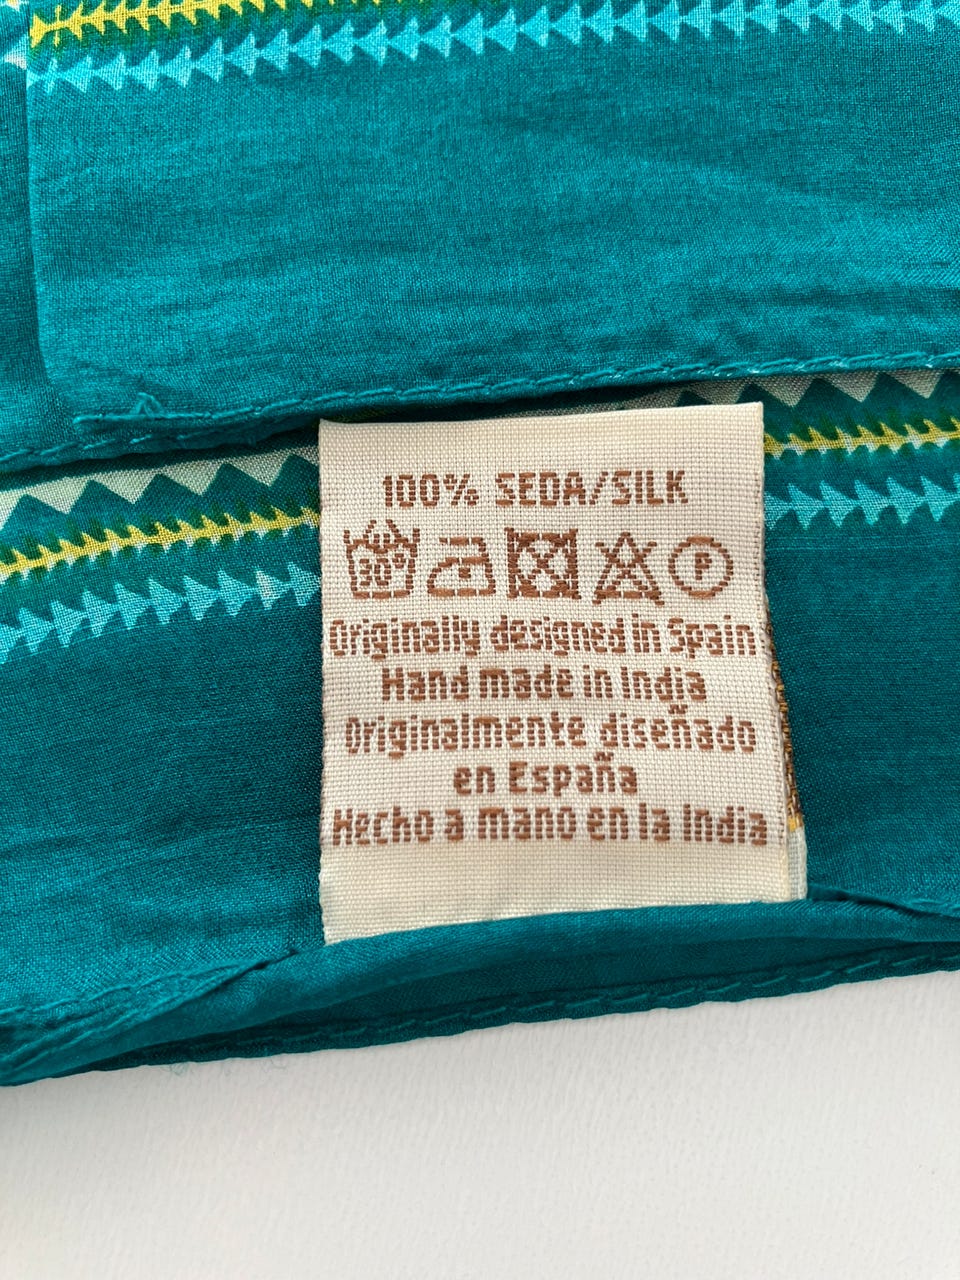 100% SEDA/SILK
30°
P
Originally designed in Spain
Hand made in India
Originalmente diseñado
en España
Hecho a mano en la India